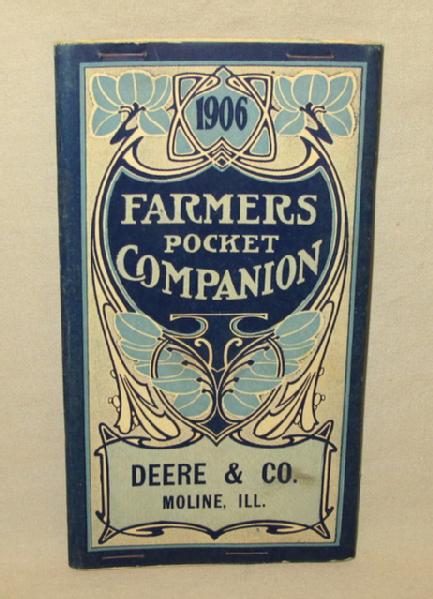 1906
FARMERS
POCKET
COMPANION
DEERE & CO.
MOLINE, ILL.